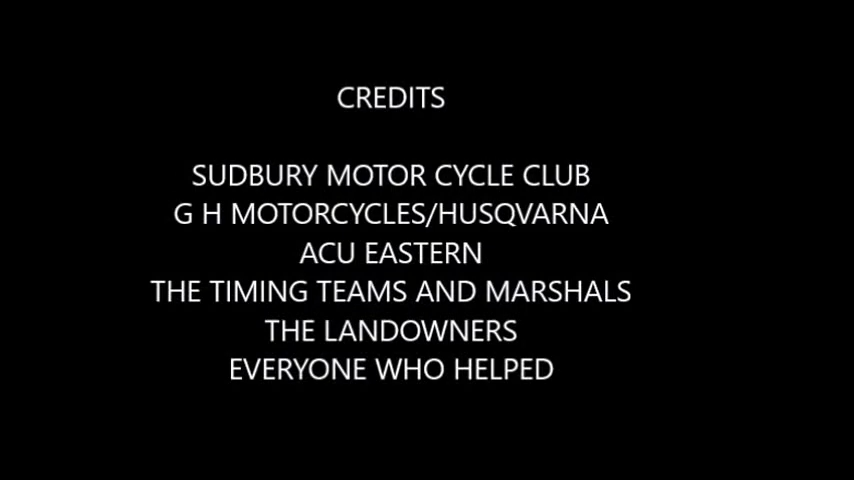 CREDITS
SUDBURY MOTOR CYCLE CLUB
G H MOTORCYCLES/HUSQVARNA
ACU EASTERN
THE TIMING TEAMS AND MARSHALS
THE LANDOWNERS
EVERYONE WHO HELPED